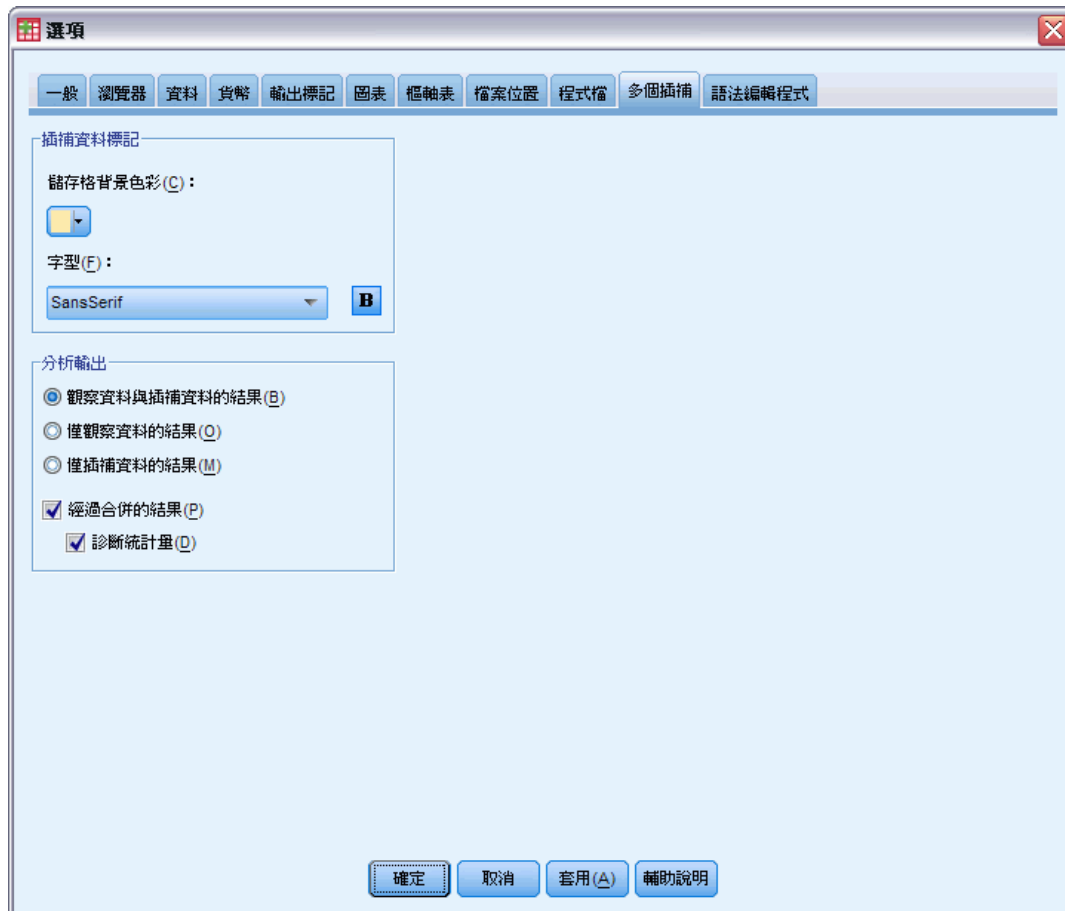 選項
一般 瀏覽器 資料 貨幣 輸出標記 圖表 樞軸表 檔案位置 程式檔 多個插補 語法編輯程式
插補資料標記
儲存格背景色彩(C)：
字型(F)：
SansSerif B
分析輸出
觀察資料與插補資料的結果(B)
僅觀察資料的結果(O)
僅插補資料的結果(M)
經過合併的結果(P)
診斷統計量(D)
確定 取消 套用(A) 輔助說明